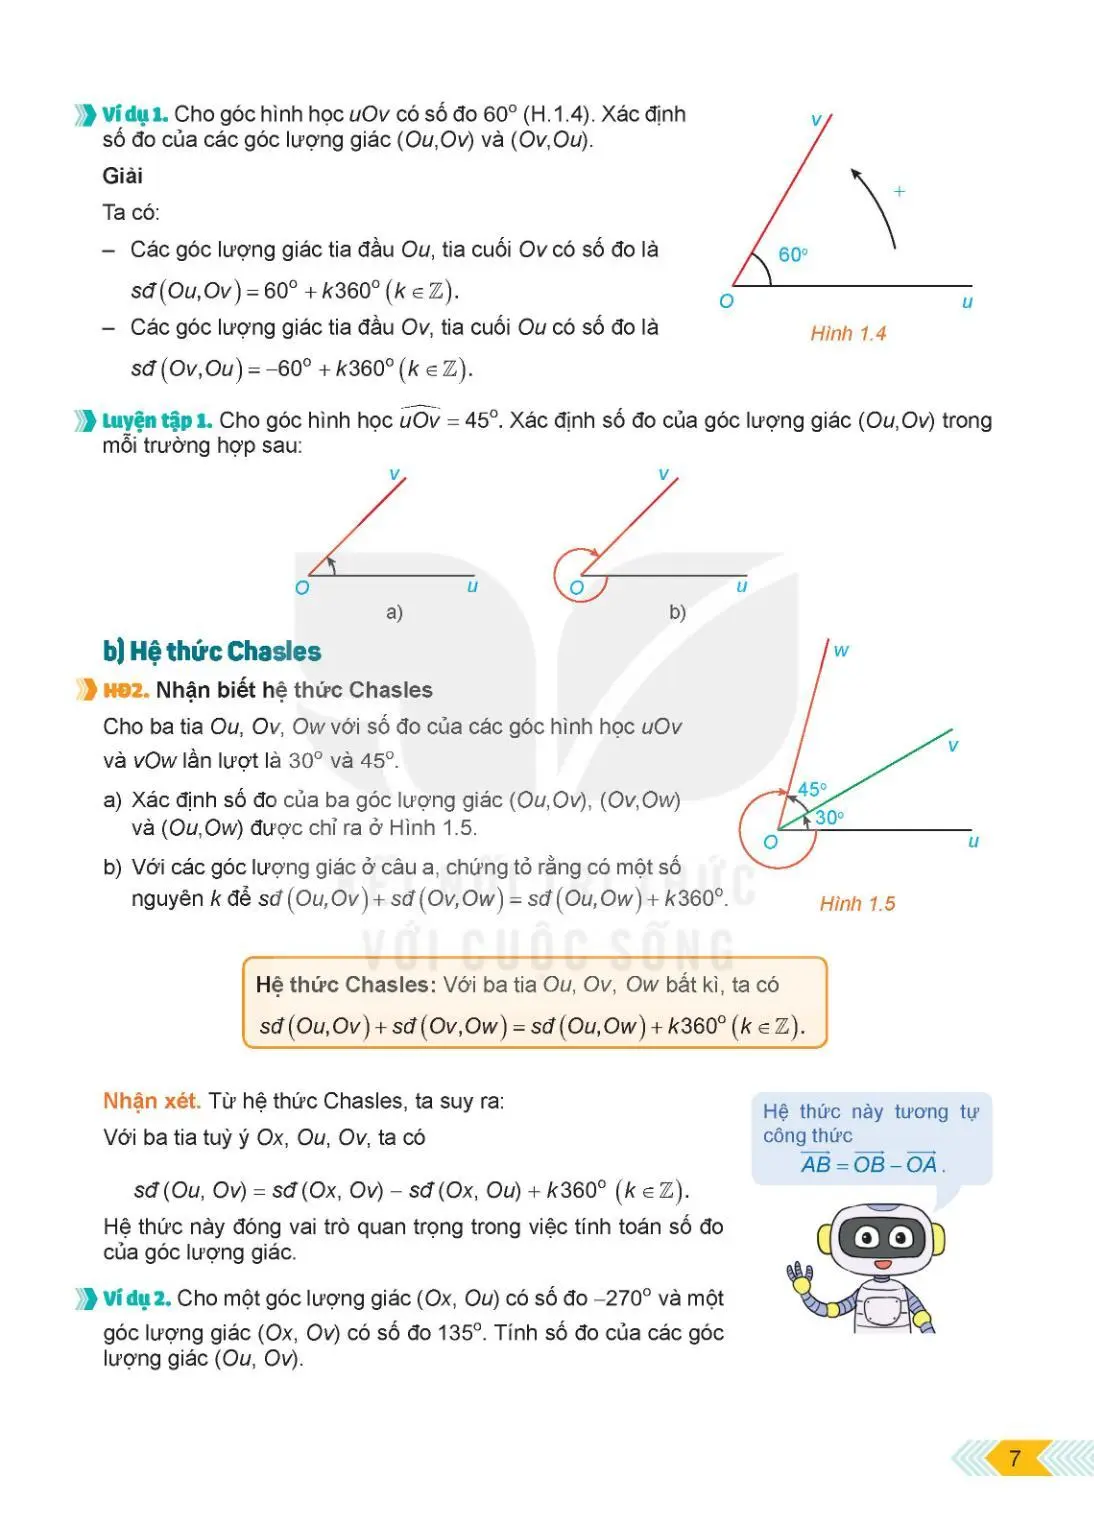 Ví dụ 1. Cho góc hình học uOv có số đo 60° (H.1.4). Xác định
số đo của các góc lượng giác (Ou,Ov) và (Ov,Ou).
Giải
Ta có:
– Các góc lượng giác tia đầu Ou, tia cuối Ov có số đo là
sđ(Ou,Ov) = 60° + k360° (k ∈ ℤ).
– Các góc lượng giác tia đầu Ov, tia cuối Ou có số đo là
sđ(Ov,Ou) = –60° + k360° (k ∈ ℤ).
v
+
60°
O
u
Hình 1.4
Luyện tập 1. Cho góc hình học uOv = 45°. Xác định số đo của góc lượng giác (Ou,Ov) trong
mỗi trường hợp sau:
v
O
u
a)
v
O
u
b)
b) Hệ thức Chasles
HĐ2. Nhận biết hệ thức Chasles
Cho ba tia Ou, Ov, Ow với số đo của các góc hình học uOv
và vOw lần lượt là 30° và 45°.
a) Xác định số đo của ba góc lượng giác (Ou,Ov), (Ov,Ow)
và (Ou,Ow) được chỉ ra ở Hình 1.5.
b) Với các góc lượng giác ở câu a, chứng tỏ rằng có một số
nguyên k để sđ(Ou,Ov) + sđ(Ov,Ow) = sđ(Ou,Ow) + k360°.
w
v
45°
30°
O
u
Hình 1.5
KẾT NỐI TRI THỨC
VỚI CUỘC SỐNG
Hệ thức Chasles: Với ba tia Ou, Ov, Ow bất kì, ta có
sđ(Ou,Ov) + sđ(Ov,Ow) = sđ(Ou,Ow) + k360° (k ∈ ℤ).
Nhận xét. Từ hệ thức Chasles, ta suy ra:
Với ba tia tuỳ ý Ox, Ou, Ov, ta có
sđ (Ou, Ov) = sđ (Ox, Ov) – sđ (Ox, Ou) + k360° (k ∈ ℤ).
Hệ thức này đóng vai trò quan trọng trong việc tính toán số đo
của góc lượng giác.
Hệ thức này tương tự
công thức
AB = OB – OA.
Ví dụ 2. Cho một góc lượng giác (Ox, Ou) có số đo –270° và một
góc lượng giác (Ox, Ov) có số đo 135°. Tính số đo của các góc
lượng giác (Ou, Ov).
7